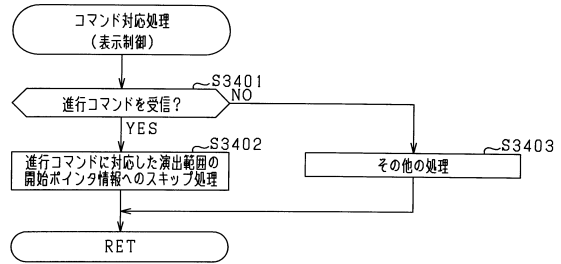 コマンド対応処理
(表示制御)
S3401
進行コマンドを受信?
NO
YES
S3402
進行コマンドに対応した演出範囲の
開始ポインタ情報へのスキップ処理
S3403
その他の処理
RET